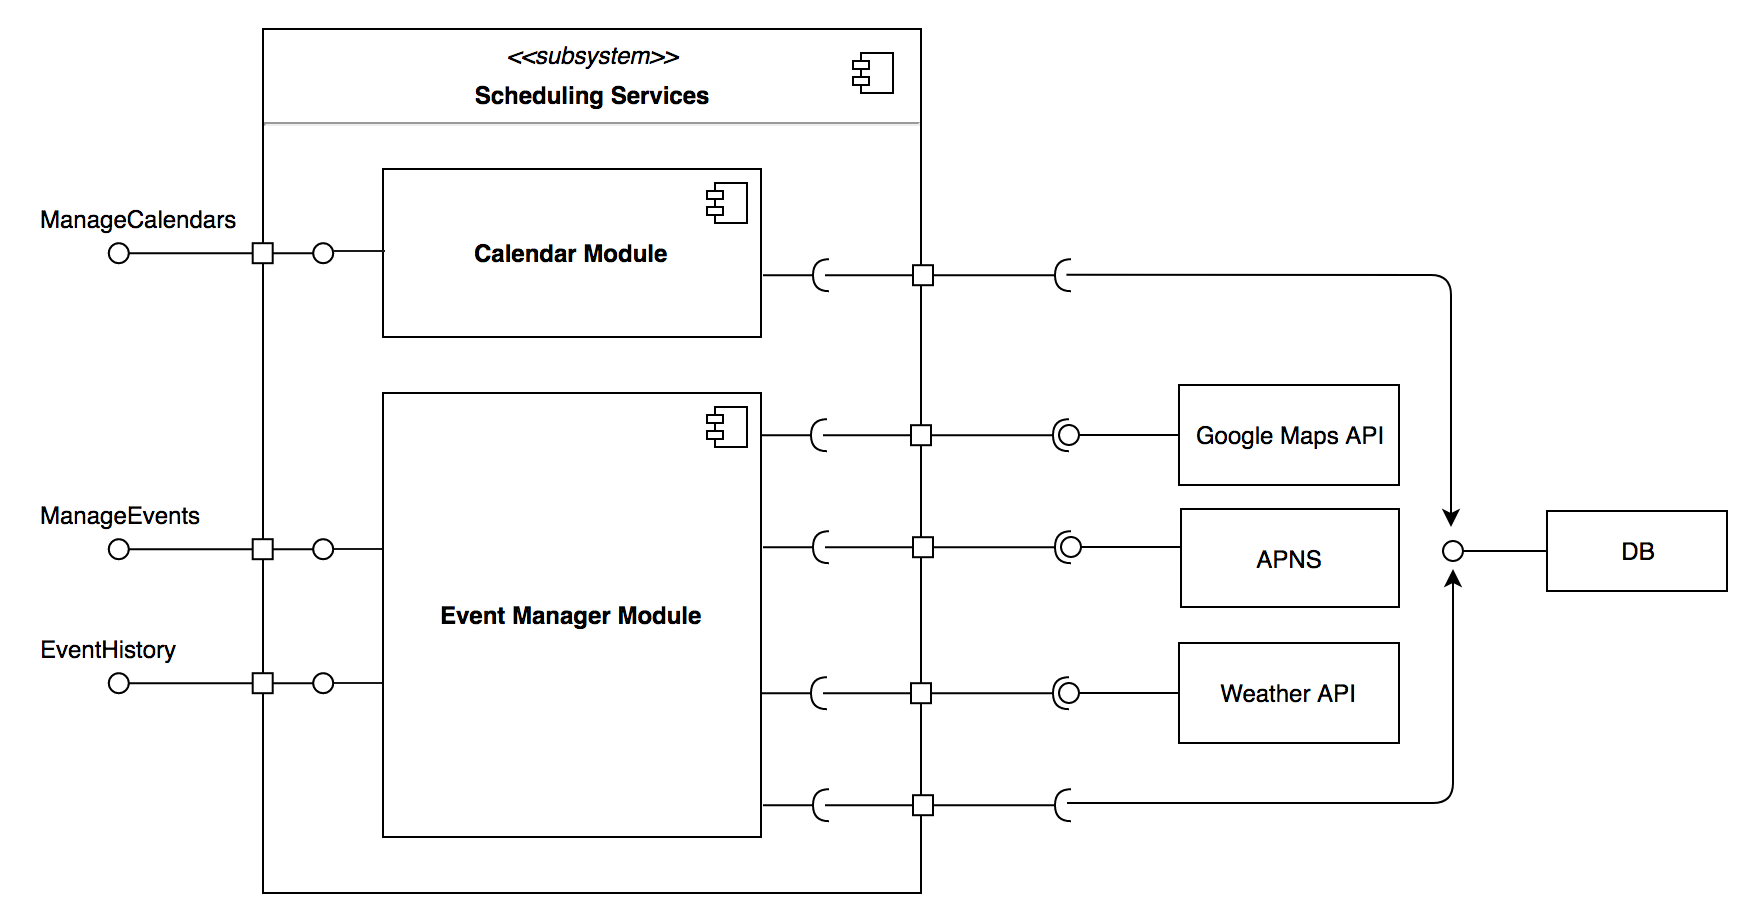 <<subsystem>>
Scheduling Services
ManageCalendars
Calendar Module
Google Maps API
ManageEvents
APNS
DB
Event Manager Module
EventHistory
Weather API